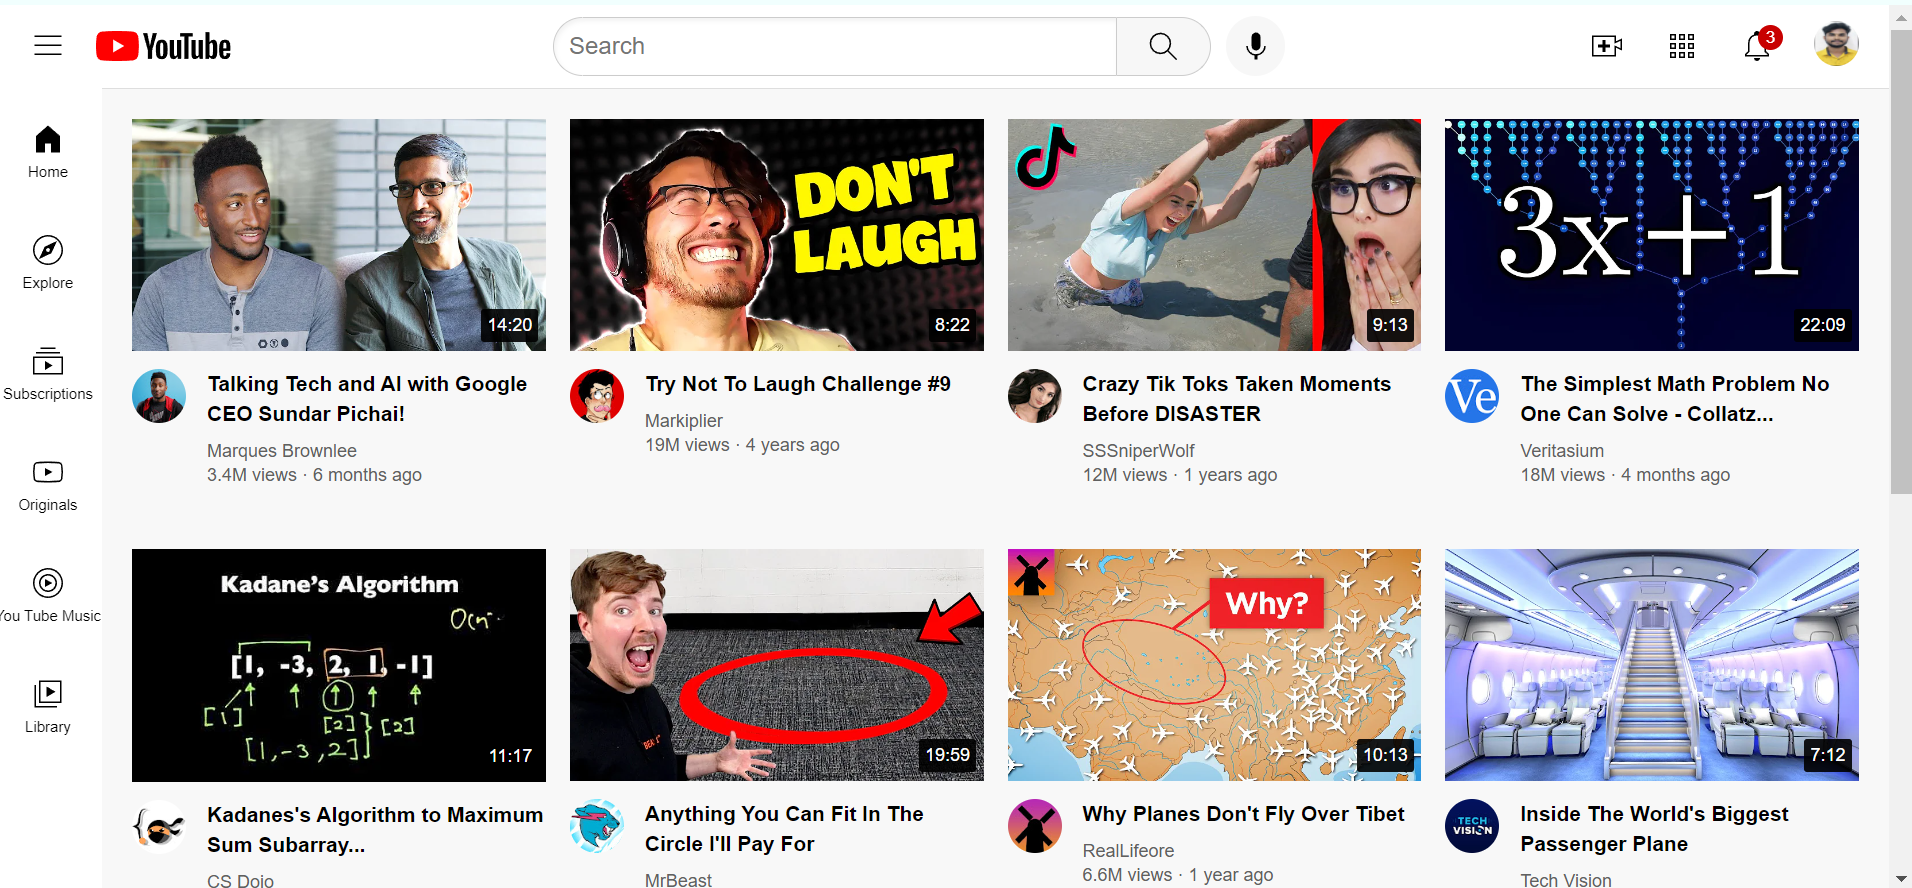 YouTube
Search
3
Home
Explore
Subscriptions
Originals
You Tube Music
Library
14:20
Talking Tech and AI with Google
CEO Sundar Pichai!
Marques Brownlee
3.4M views · 6 months ago
DON'T
LAUGH
8:22
Try Not To Laugh Challenge #9
Markiplier
19M views · 4 years ago
9:13
Crazy Tik Toks Taken Moments
Before DISASTER
SSSniperWolf
12M views · 1 years ago
3x+1
22:09
Ve
The Simplest Math Problem No
One Can Solve - Collatz...
Veritasium
18M views · 4 months ago
Kadane's Algorithm
[1, -3, 2, 1, -1]
[1]
[2]
[2]
[1, -3, 2]
11:17
Kadanes's Algorithm to Maximum
Sum Subarray...
CS Dojo
19:59
Anything You Can Fit In The
Circle I'll Pay For
MrBeast
Why?
10:13
Why Planes Don't Fly Over Tibet
RealLifeore
6.6M views · 1 year ago
7:12
TECH
VISION
Inside The World's Biggest
Passenger Plane
Tech Vision